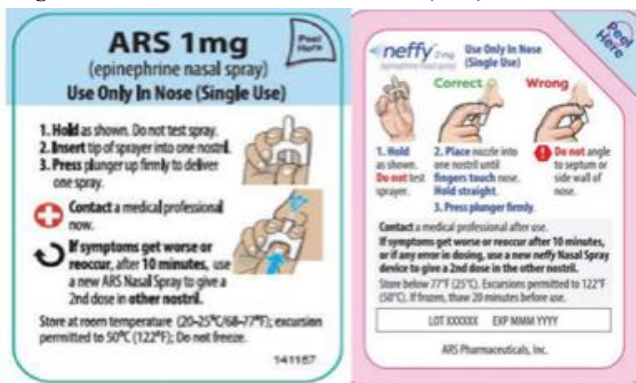 ARS 1mg
(epinephrine nasal spray)
Use Only In Nose (Single Use)
Peel
Here
1. Hold as shown. Do not test spray.
2. Insert tip of sprayer into one nostril.
3. Press plunger up firmly to deliver
one spray.
Contact a medical professional
now.
If symptoms get worse or
reoccur, after 10 minutes, use
a new ARS Nasal Spray to give a
2nd dose in other nostril.
Store at room temperature (20-25°C/68-77°F); excursion
permitted to 50°C (122°F); Do not freeze.
141167
neffy 2mg
(epinephrine nasal spray)
Use Only In Nose
(Single Use)
Peel
Here
Correct
Wrong
1. Hold
as shown.
Do not test
sprayer.
2. Place nozzle into
one nostril until
fingers touch nose.
Hold straight.
3. Press plunger firmly.
Do not angle
to septum or
side wall of
nose.
Contact a medical professional after use.
If symptoms get worse or reoccur after 10 minutes,
or if any error in dosing, use a new neffy Nasal Spray
device to give a 2nd dose in the other nostril.
Store below 77°F (25°C). Excursions permitted to 122°F
(50°C). If frozen, thaw 20 minutes before use.
LOT XXXXXX EXP MMM YYYY
ARS Pharmaceuticals, Inc.